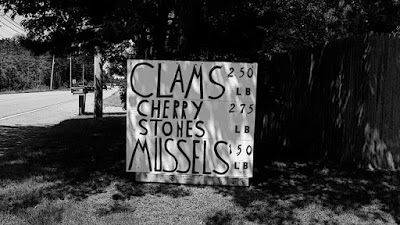 CLAMS 2 50
LB
CHERRY 2 75
STONES LB
MUSSELS 1 50
LB